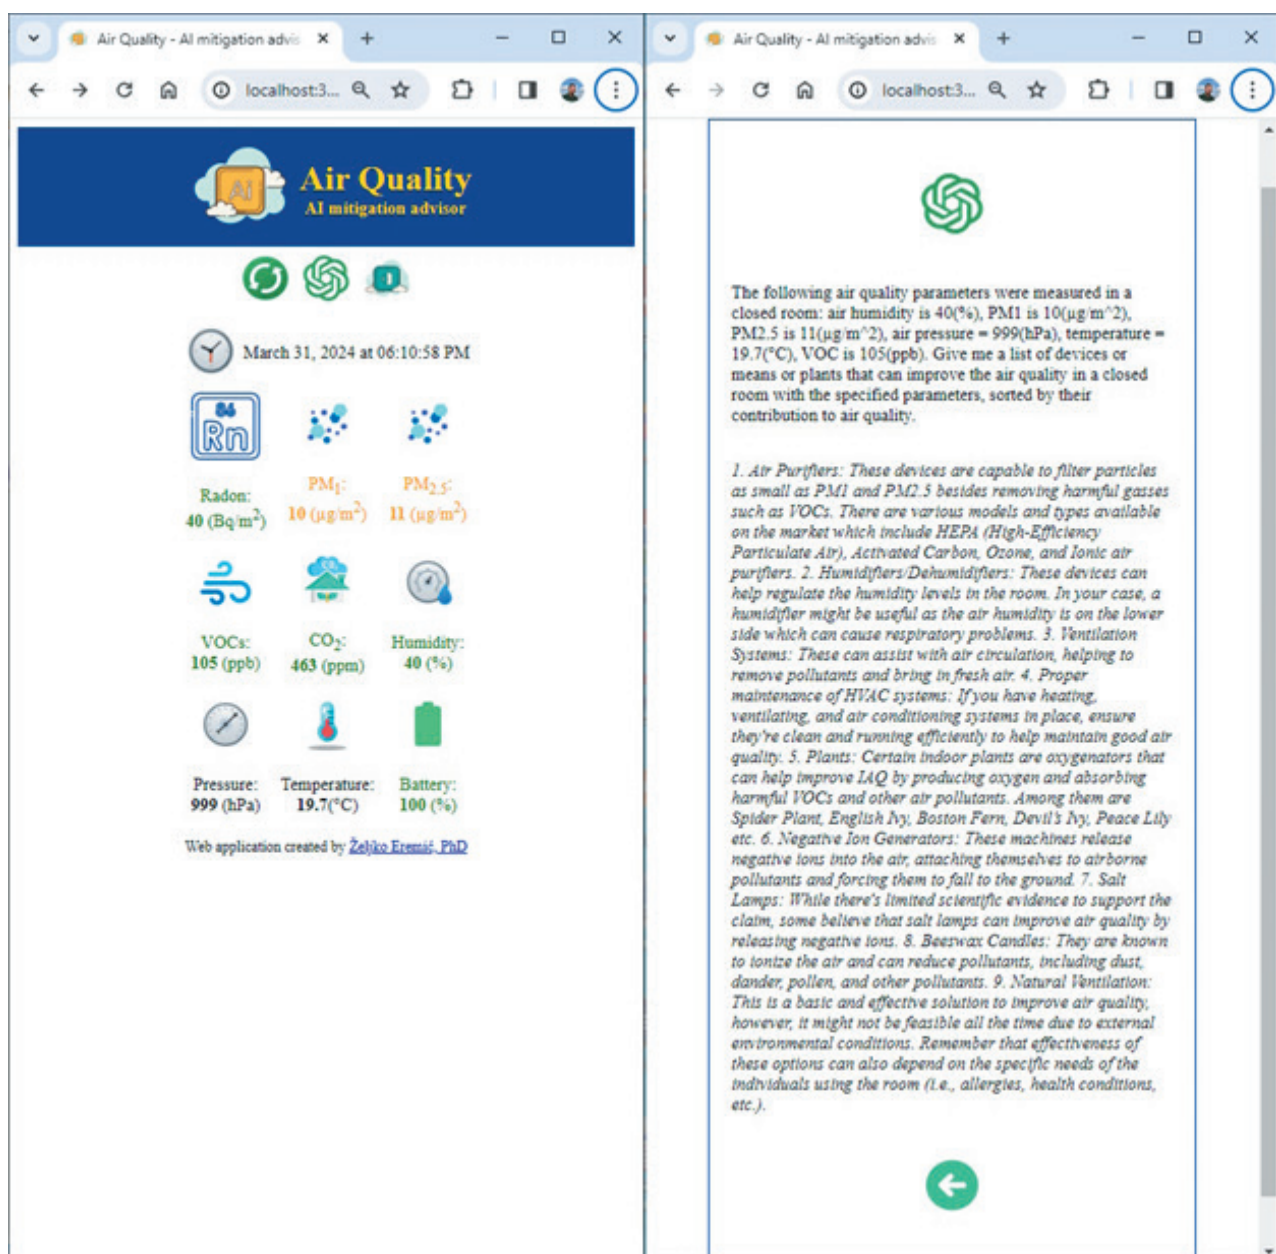 Air Quality - AI mitigation advis
localhost:3...
Air Quality
AI mitigation advisor
March 31, 2024 at 06:10:58 PM
86
Rn
Radon:
40 (Bq/m²)
PM₁:
10 (µg/m²)
PM₂.₅:
11 (µg/m²)
VOCs:
105 (ppb)
CO₂:
463 (ppm)
Humidity:
40 (%)
Pressure:
999 (hPa)
Temperature:
19.7(°C)
Battery:
100 (%)
Web application created by Željko Eremić, PhD
Air Quality - AI mitigation advis
localhost:3...
The following air quality parameters were measured in a
closed room: air humidity is 40(%), PM1 is 10(µg/m^2),
PM2.5 is 11(µg/m^2), air pressure = 999(hPa), temperature =
19.7(°C), VOC is 105(ppb). Give me a list of devices or
means or plants that can improve the air quality in a closed
room with the specified parameters, sorted by their
contribution to air quality.
1. Air Purifiers: These devices are capable to filter particles
as small as PM1 and PM2.5 besides removing harmful gasses
such as VOCs. There are various models and types available
on the market which include HEPA (High-Efficiency
Particulate Air), Activated Carbon, Ozone, and Ionic air
purifiers. 2. Humidifiers/Dehumidifiers: These devices can
help regulate the humidity levels in the room. In your case, a
humidifier might be useful as the air humidity is on the lower
side which can cause respiratory problems. 3. Ventilation
Systems: These can assist with air circulation, helping to
remove pollutants and bring in fresh air. 4. Proper
maintenance of HVAC systems: If you have heating,
ventilating, and air conditioning systems in place, ensure
they're clean and running efficiently to help maintain good air
quality. 5. Plants: Certain indoor plants are oxygenators that
can help improve IAQ by producing oxygen and absorbing
harmful VOCs and other air pollutants. Among them are
Spider Plant, English Ivy, Boston Fern, Devil's Ivy, Peace Lily
etc. 6. Negative Ion Generators: These machines release
negative ions into the air, attaching themselves to airborne
pollutants and forcing them to fall to the ground. 7. Salt
Lamps: While there's limited scientific evidence to support the
claim, some believe that salt lamps can improve air quality by
releasing negative ions. 8. Beeswax Candles: They are known
to ionize the air and can reduce pollutants, including dust,
dander, pollen, and other pollutants. 9. Natural Ventilation:
This is a basic and effective solution to improve air quality,
however, it might not be feasible all the time due to external
environmental conditions. Remember that effectiveness of
these options can also depend on the specific needs of the
individuals using the room (i.e., allergies, health conditions,
etc.).